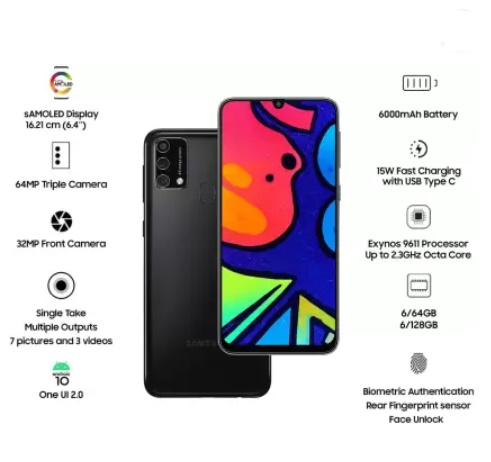 sAMOLED Display
16.21 cm (6.4")
64MP Triple Camera
32MP Front Camera
Single Take
Multiple Outputs
7 pictures and 3 videos
android
10
One UI 2.0
SAMSUNG
6000mAh Battery
15W Fast Charging
with USB Type C
Exynos 9611 Processor
Up to 2.3GHz Octa Core
6/64GB
6/128GB
Biometric Authentication
Rear Fingerprint sensor
Face Unlock